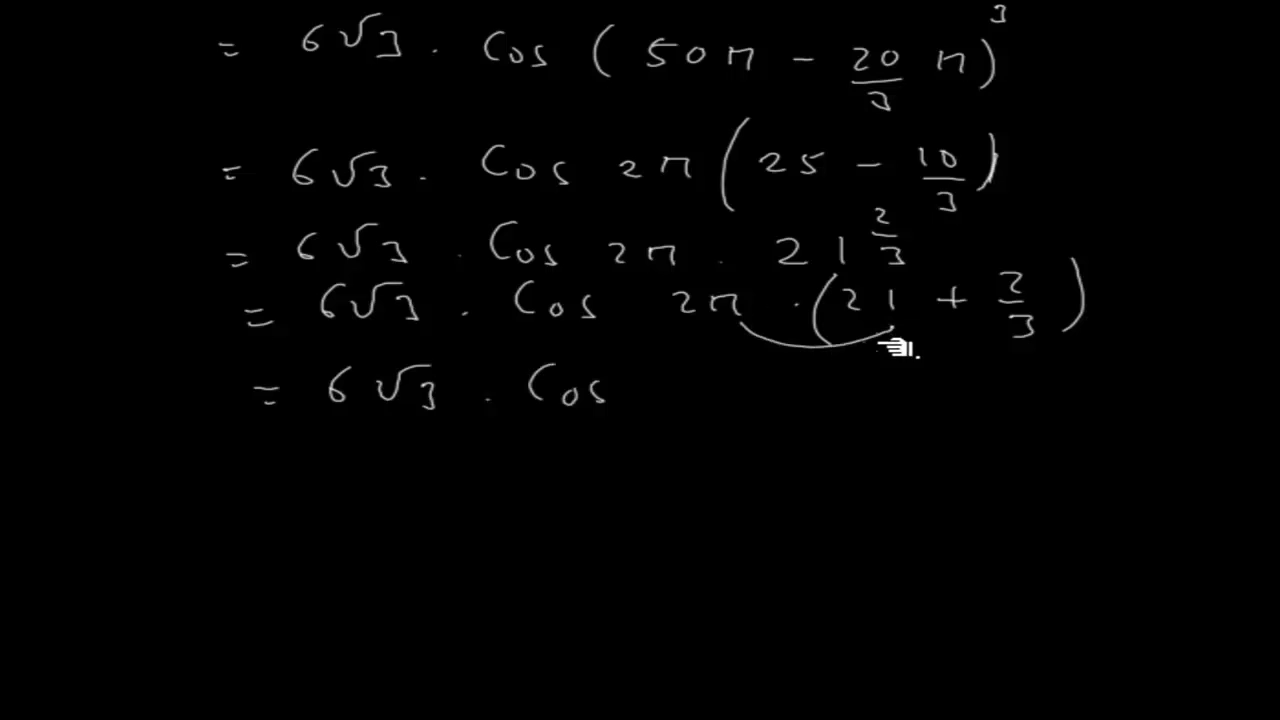 = 6√3 . Cos ( 50π - 20/3 π )³
= 6√3 . Cos 2π ( 25 - 10/3 )
= 6√3 . Cos 2π . 21 2/3
= 6√3 . Cos 2π . ( 21 + 2/3 )
= 6√3 . Cos